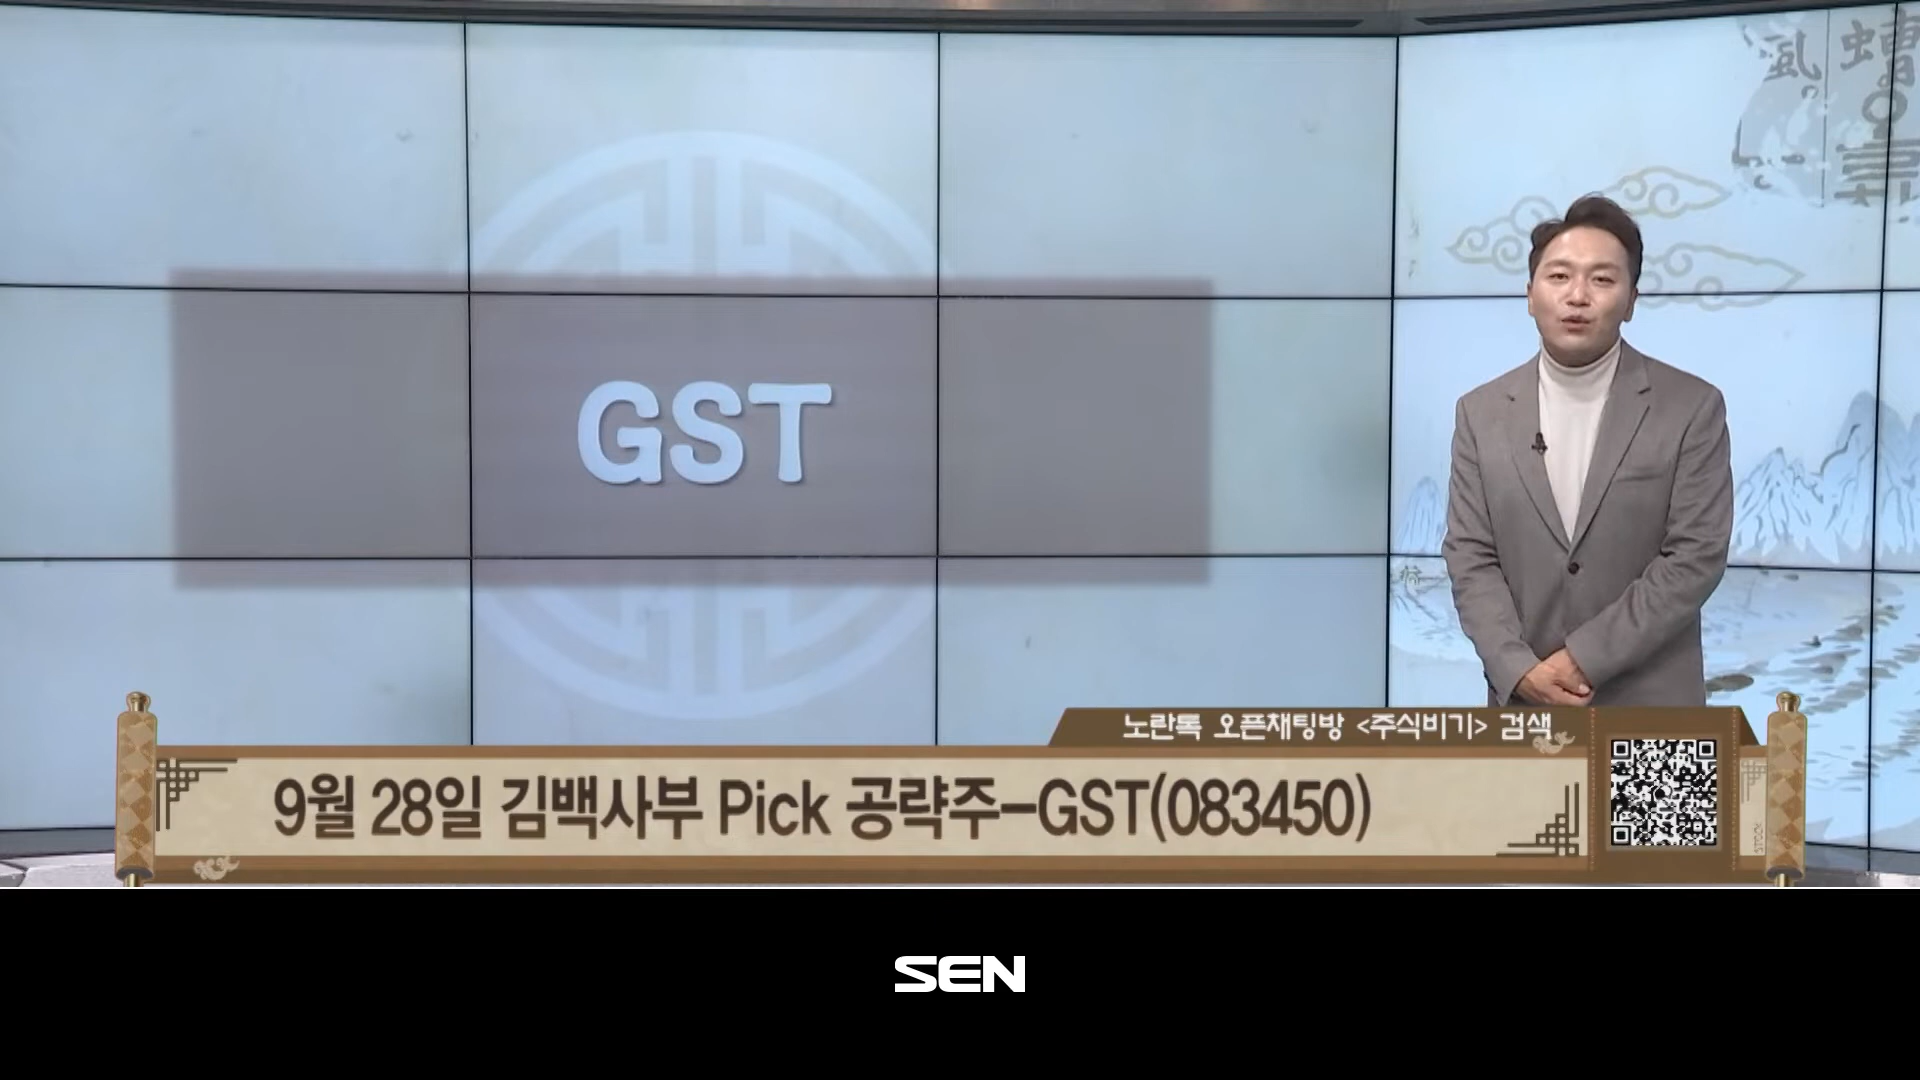 GST
노란톡 오픈채팅방 <주식비기> 검색
9월 28일 김백사부 Pick 공략주-GST(083450)
STOCK
SEN